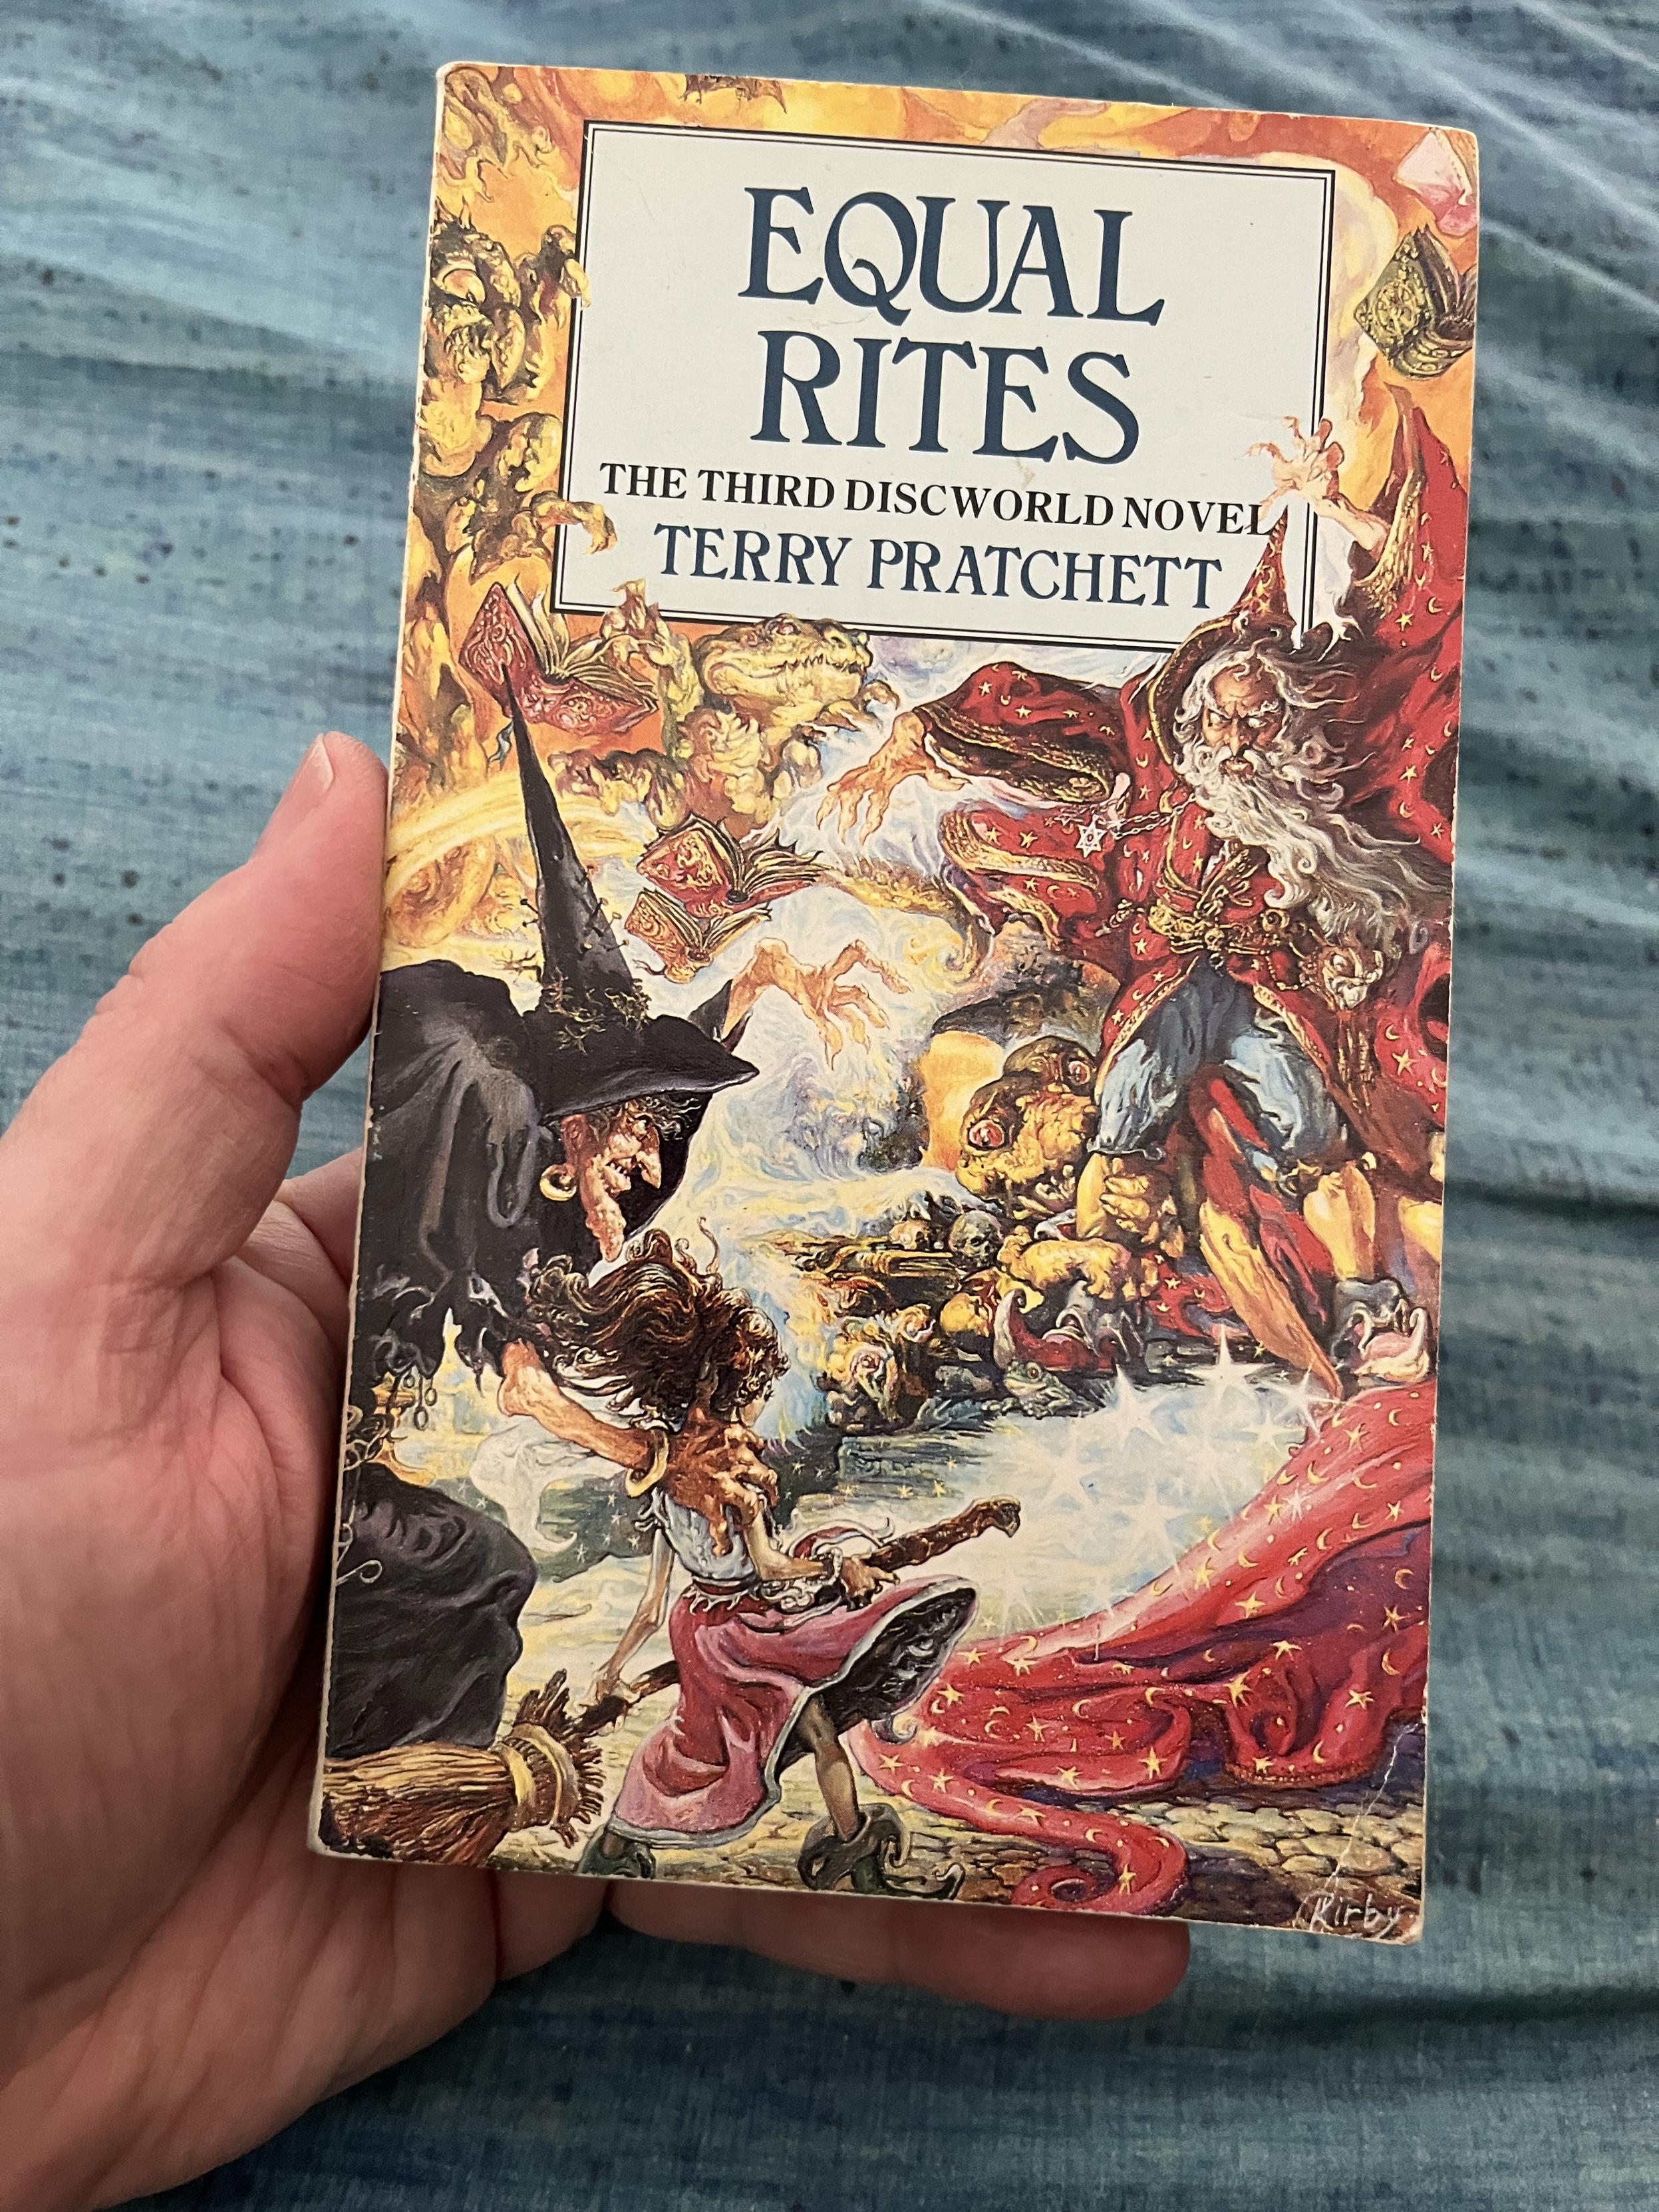 EQUAL
RITES
THE THIRD DISCWORLD NOVEL
TERRY PRATCHETT
Kirby